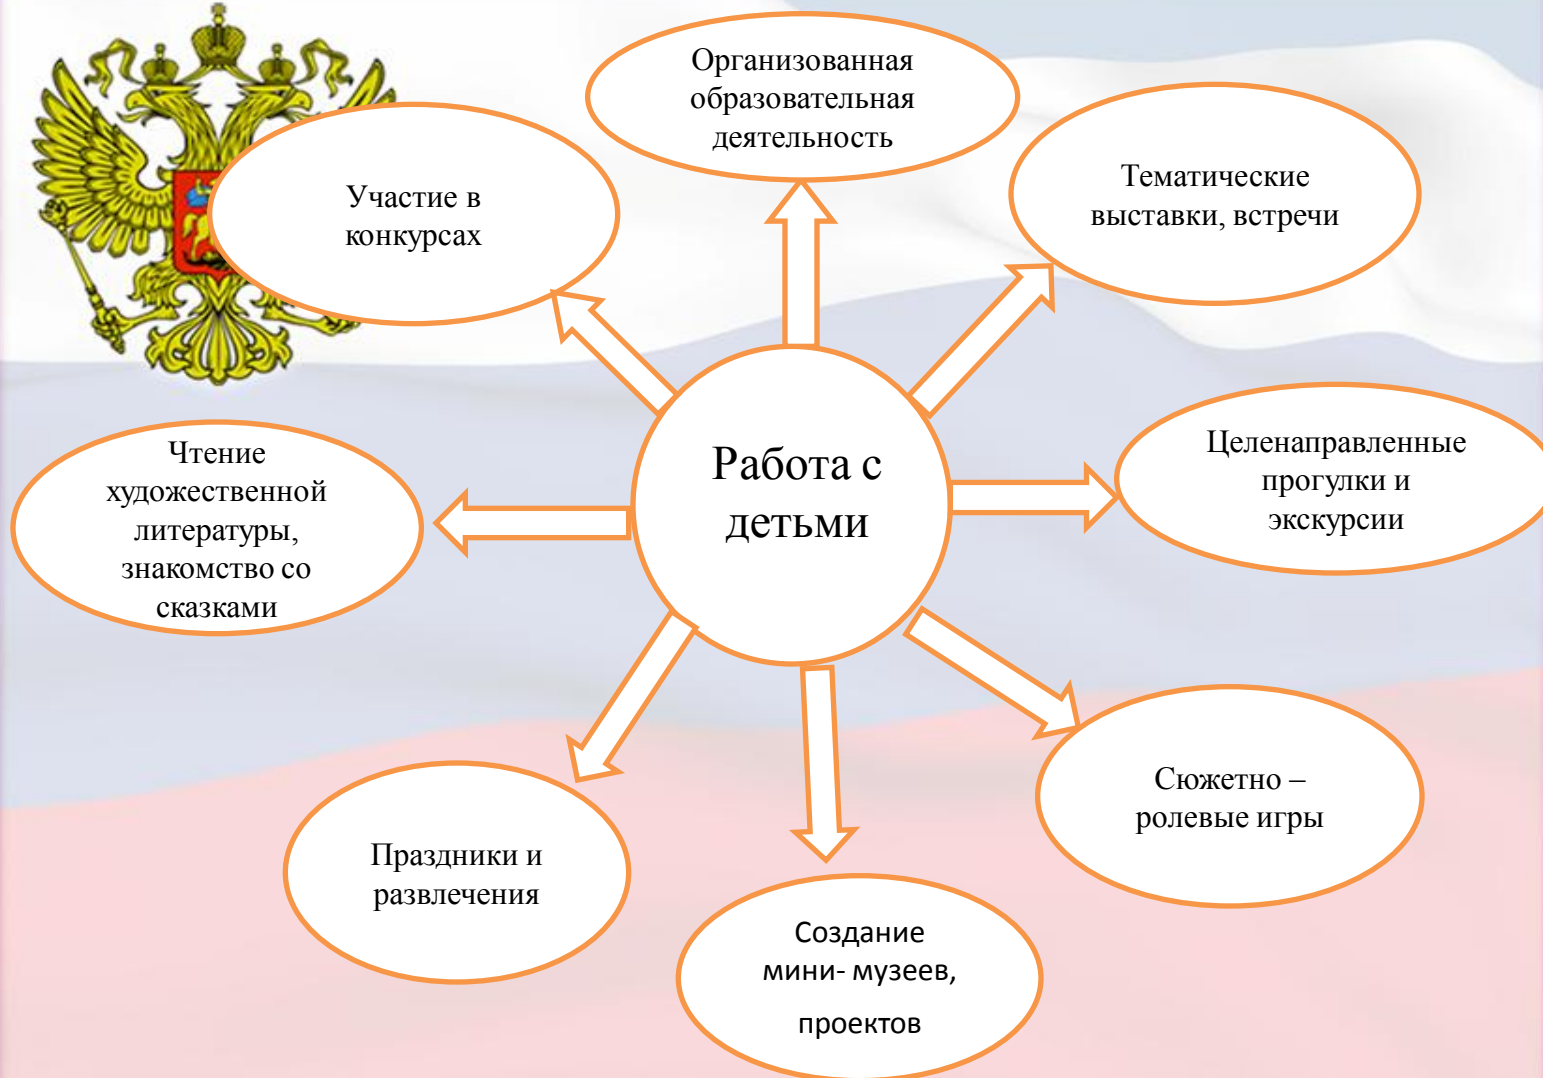 Организованная
образовательная
деятельность
Тематические
выставки, встречи
Участие в
конкурсах
Целенаправленные
прогулки и
экскурсии
Чтение
художественной
литературы,
знакомство со
сказками
Работа с
детьми
Сюжетно –
ролевые игры
Праздники и
развлечения
Создание
мини- музеев,
проектов